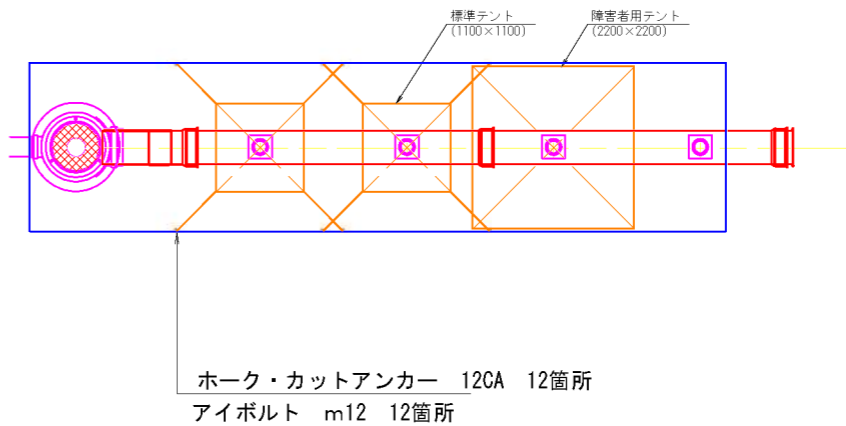 標準テント
(1100×1100)
障害者用テント
(2200×2200)
ホーク・カットアンカー 12CA 12箇所
アイボルト m12 12箇所